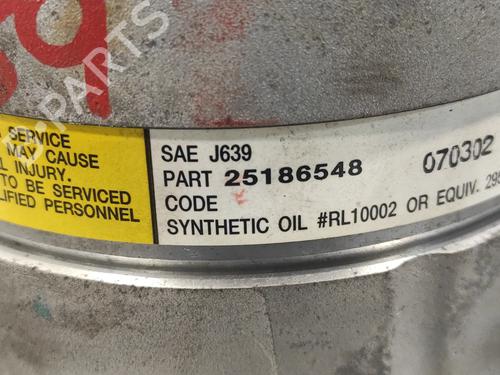 SERVICE
MAY CAUSE
INJURY.
TO BE SERVICED
PERSONNEL
SAE J639
PART 25186548
CODE
SYNTHETIC OIL #RL10002 OR EQUIV.
070302
PARTS